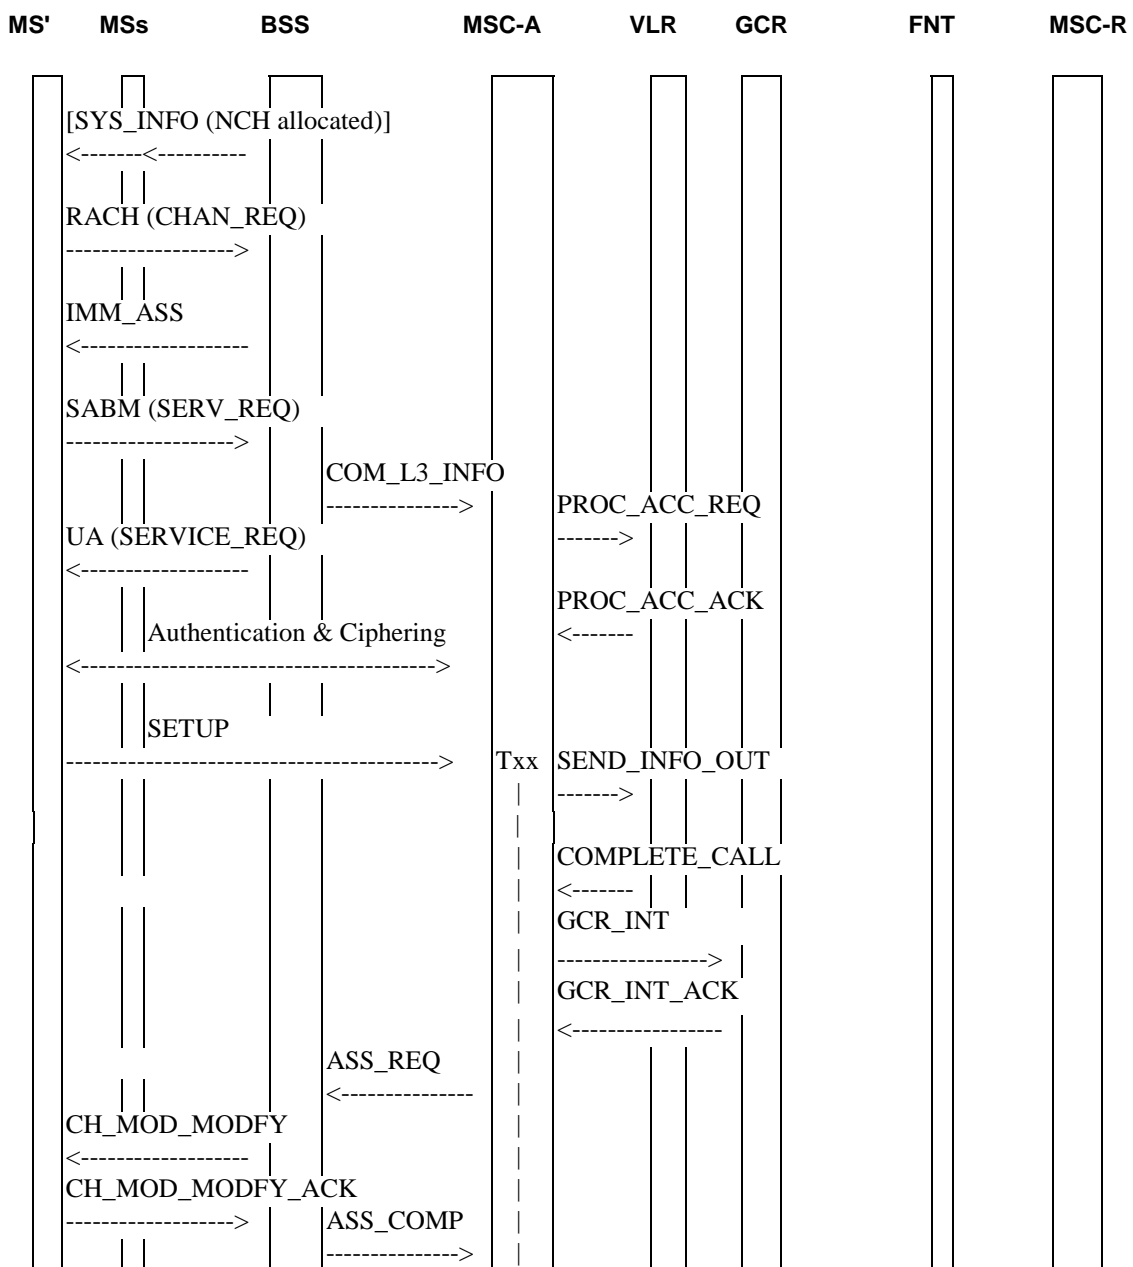 MS' MSs BSS MSC-A VLR GCR FNT MSC-R
[SYS_INFO (NCH allocated)]
<-------<----------
RACH (CHAN_REQ)
------------------->
IMM_ASS
<-------------------
SABM (SERV_REQ)
------------------->
COM_L3_INFO
---------------> PROC_ACC_REQ
UA (SERVICE_REQ) ------->
<-------------------
PROC_ACC_ACK
Authentication & Ciphering <-------
<---------------------------------------->
SETUP
------------------------------------------> Txx SEND_INFO_OUT
| ------->
|
| COMPLETE_CALL
| <-------
| GCR_INT
| ----------------->
| GCR_INT_ACK
| <-----------------
ASS_REQ |
<--------------- |
CH_MOD_MODFY |
<------------------- |
CH_MOD_MODFY_ACK |
-------------------> ASS_COMP |
---------------> |